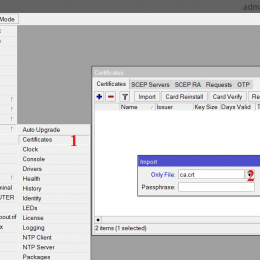 adm
Mode
Certificates
Certificates SCEP Servers SCEP RA Requests OTP
Import Card Reinstall Card Verify
Name Issuer Key Size Days Valid
Auto Upgrade
Certificates
1
Clock
Console
Drivers
Health
History
Identity
LEDs
License
Logging
NTP Client
NTP Server
Packages
Import
Only File: ca.crt
2
Passphrase:
2 items (1 selected)